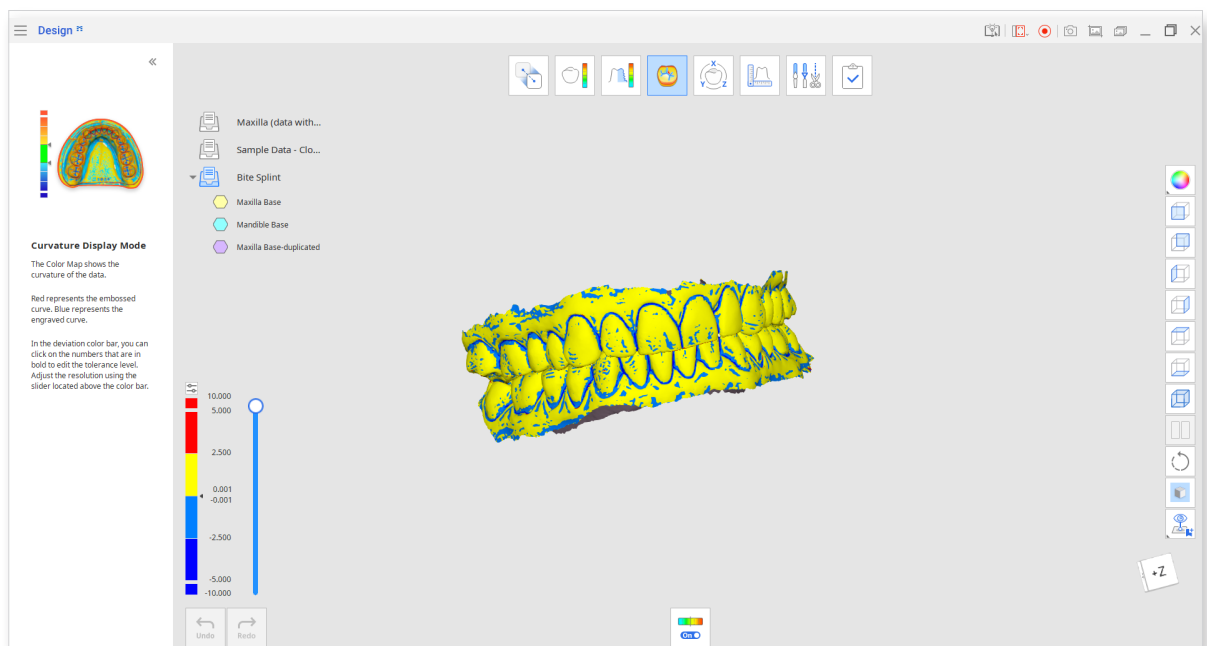 Design
Curvature Display Mode
The Color Map shows the
curvature of the data.
Red represents the embossed
curve. Blue represents the
engraved curve.
In the deviation color bar, you can
click on the numbers that are in
bold to edit the tolerance level.
Adjust the resolution using the
slider located above the color bar.
X
Y
Z
Maxilla (data with...
Sample Data - Clo...
Bite Splint
Maxilla Base
Mandible Base
Maxilla Base-duplicated
10.000
5.000
2.500
0.001
-0.001
-2.500
-5.000
-10.000
Undo
Redo
On
+Z